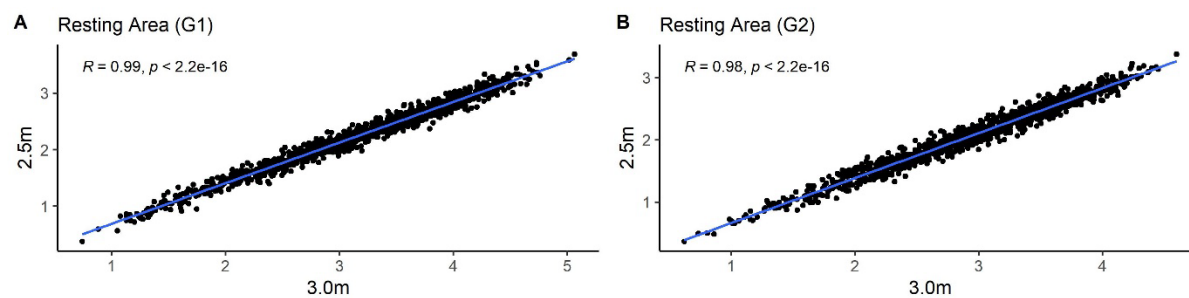 A Resting Area (G1)
R = 0.99, p < 2.2e-16
3
2
1
2.5m
1 2 3 4 5
3.0m
B Resting Area (G2)
R = 0.98, p < 2.2e-16
3
2
1
2.5m
1 2 3 4
3.0m